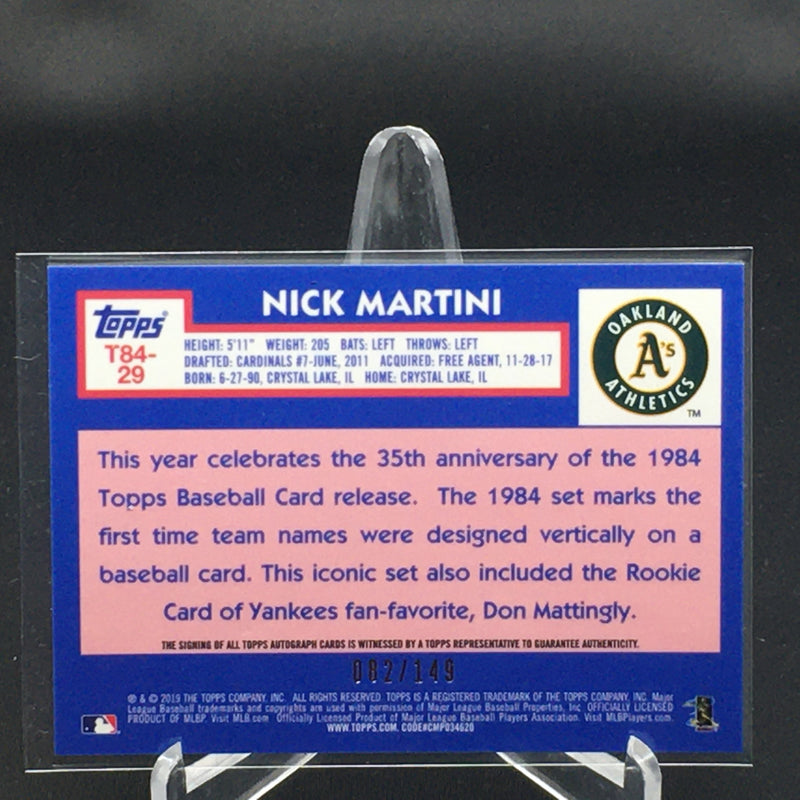 NICK MARTINI
Topps®
T84-
29
HEIGHT: 5'11" WEIGHT: 205 BATS: LEFT THROWS: LEFT
DRAFTED: CARDINALS #7-JUNE, 2011 ACQUIRED: FREE AGENT, 11-28-17
BORN: 6-27-90, CRYSTAL LAKE, IL HOME: CRYSTAL LAKE, IL
OAKLAND
A's
ATHLETICS
TM
This year celebrates the 35th anniversary of the 1984
Topps Baseball Card release. The 1984 set marks the
first time team names were designed vertically on a
baseball card. This iconic set also included the Rookie
Card of Yankees fan-favorite, Don Mattingly.
THE SIGNING OF ALL TOPPS AUTOGRAPH CARDS IS WITNESSED BY A TOPPS REPRESENTATIVE TO GUARANTEE AUTHENTICITY.
082/149
® & © 2019 THE TOPPS COMPANY, INC. ALL RIGHTS RESERVED. TOPPS IS A REGISTERED TRADEMARK OF THE TOPPS COMPANY, INC. Major
League Baseball trademarks and copyrights are used with permission of Major League Baseball Properties, Inc. OFFICIALLY LICENSED
PRODUCT OF MLBP. Visit MLB.com Officially Licensed Product of Major League Baseball Players Association. Visit MLBPlayers.com.
WWW.TOPPS.COM. CODE#CMP034620